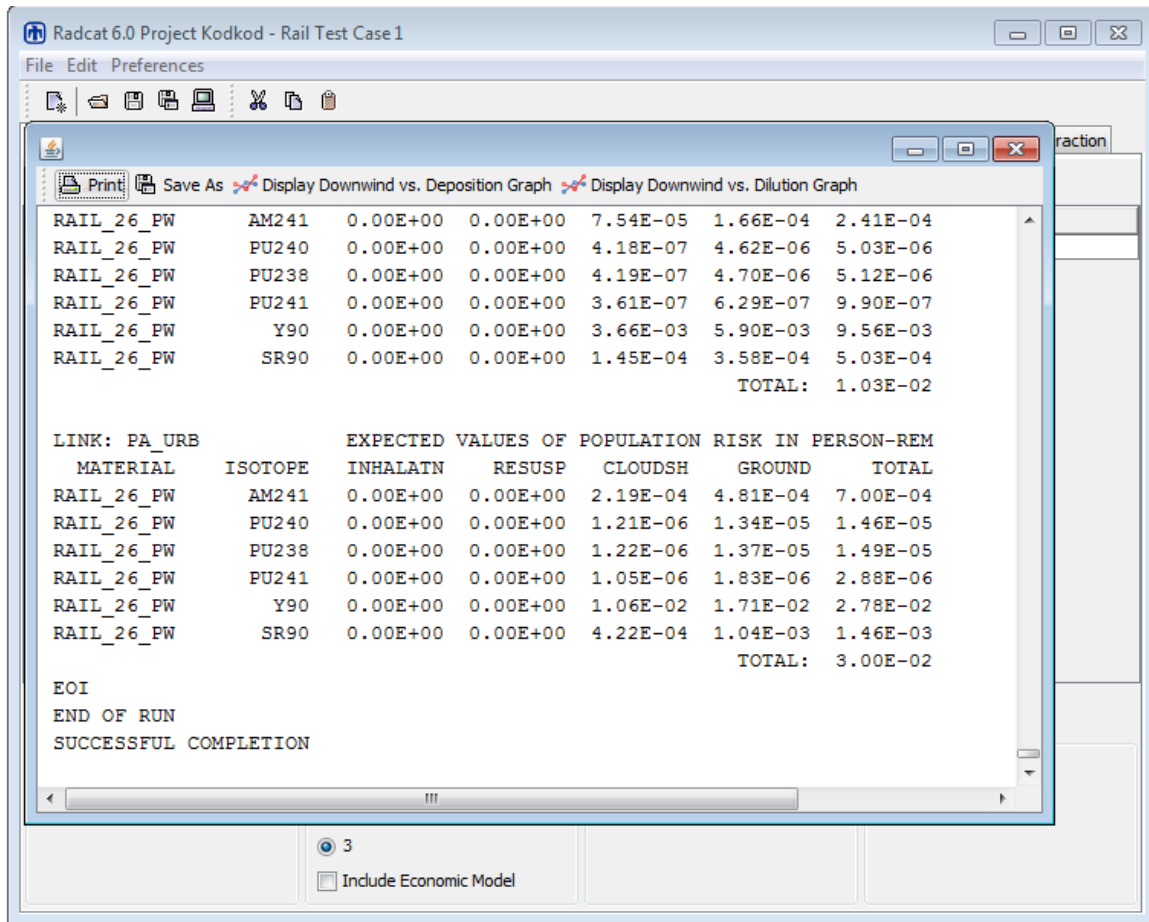 Radcat 6.0 Project Kodkod - Rail Test Case 1
File Edit Preferences
raction
Print Save As Display Downwind vs. Deposition Graph Display Downwind vs. Dilution Graph
RAIL_26_PW AM241 0.00E+00 0.00E+00 7.54E-05 1.66E-04 2.41E-04
RAIL_26_PW PU240 0.00E+00 0.00E+00 4.18E-07 4.62E-06 5.03E-06
RAIL_26_PW PU238 0.00E+00 0.00E+00 4.19E-07 4.70E-06 5.12E-06
RAIL_26_PW PU241 0.00E+00 0.00E+00 3.61E-07 6.29E-07 9.90E-07
RAIL_26_PW Y90 0.00E+00 0.00E+00 3.66E-03 5.90E-03 9.56E-03
RAIL_26_PW SR90 0.00E+00 0.00E+00 1.45E-04 3.58E-04 5.03E-04
TOTAL: 1.03E-02
LINK: PA_URB EXPECTED VALUES OF POPULATION RISK IN PERSON-REM
MATERIAL ISOTOPE INHALATN RESUSP CLOUDSH GROUND TOTAL
RAIL_26_PW AM241 0.00E+00 0.00E+00 2.19E-04 4.81E-04 7.00E-04
RAIL_26_PW PU240 0.00E+00 0.00E+00 1.21E-06 1.34E-05 1.46E-05
RAIL_26_PW PU238 0.00E+00 0.00E+00 1.22E-06 1.37E-05 1.49E-05
RAIL_26_PW PU241 0.00E+00 0.00E+00 1.05E-06 1.83E-06 2.88E-06
RAIL_26_PW Y90 0.00E+00 0.00E+00 1.06E-02 1.71E-02 2.78E-02
RAIL_26_PW SR90 0.00E+00 0.00E+00 4.22E-04 1.04E-03 1.46E-03
TOTAL: 3.00E-02
EOI
END OF RUN
SUCCESSFUL COMPLETION
3
Include Economic Model